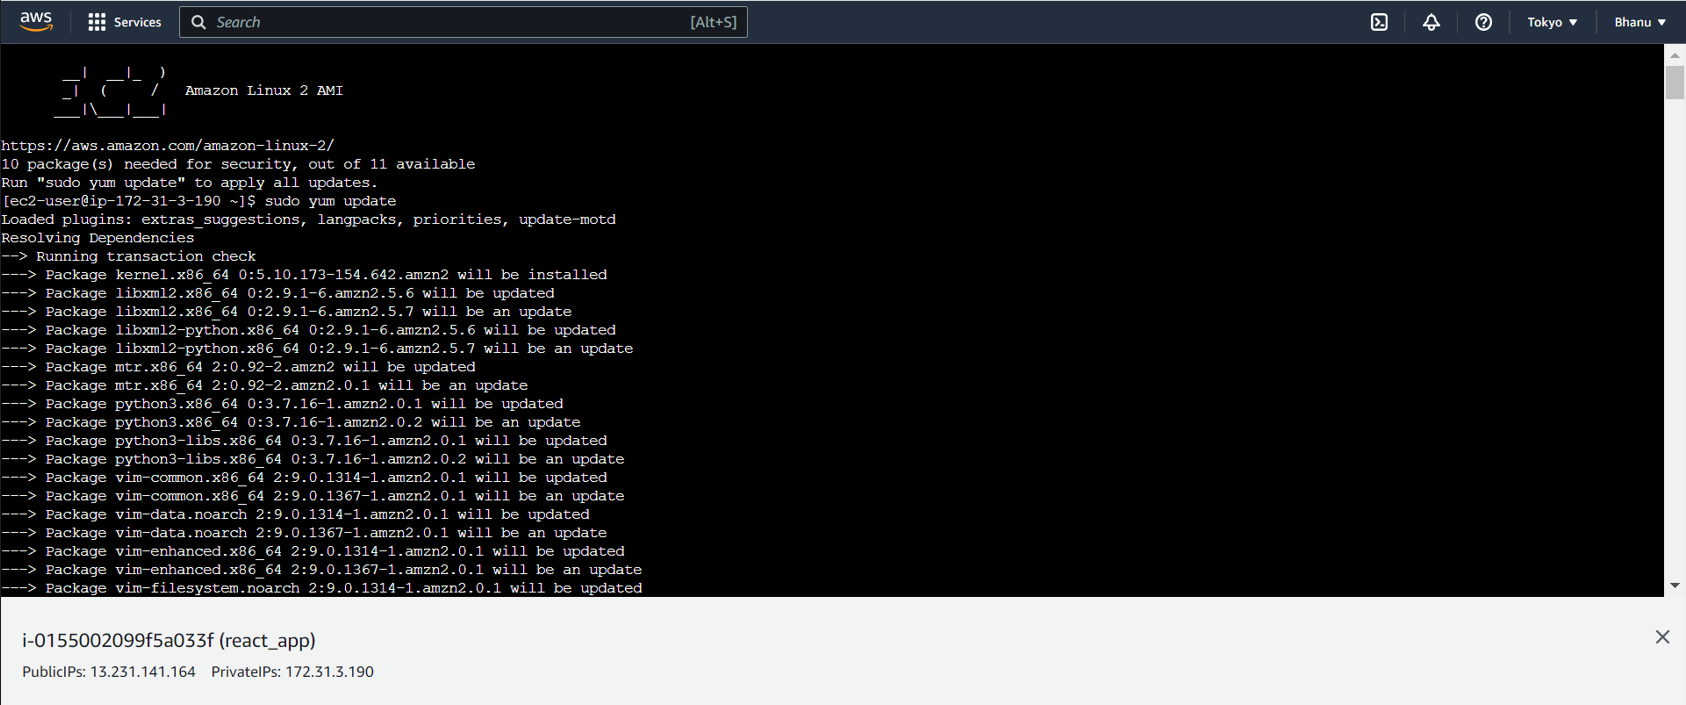 aws
Services
Search
[Alt+S]
Tokyo
Bhanu
Amazon Linux 2 AMI
https://aws.amazon.com/amazon-linux-2/
10 package(s) needed for security, out of 11 available
Run "sudo yum update" to apply all updates.
[ec2-user@ip-172-31-3-190 ~]$ sudo yum update
Loaded plugins: extras_suggestions, langpacks, priorities, update-motd
Resolving Dependencies
--> Running transaction check
---> Package kernel.x86_64 0:5.10.173-154.642.amzn2 will be installed
---> Package libxml2.x86_64 0:2.9.1-6.amzn2.5.6 will be updated
---> Package libxml2.x86_64 0:2.9.1-6.amzn2.5.7 will be an update
---> Package libxml2-python.x86_64 0:2.9.1-6.amzn2.5.6 will be updated
---> Package libxml2-python.x86_64 0:2.9.1-6.amzn2.5.7 will be an update
---> Package mtr.x86_64 2:0.92-2.amzn2 will be updated
---> Package mtr.x86_64 2:0.92-2.amzn2.0.1 will be an update
---> Package python3.x86_64 0:3.7.16-1.amzn2.0.1 will be updated
---> Package python3.x86_64 0:3.7.16-1.amzn2.0.2 will be an update
---> Package python3-libs.x86_64 0:3.7.16-1.amzn2.0.1 will be updated
---> Package python3-libs.x86_64 0:3.7.16-1.amzn2.0.2 will be an update
---> Package vim-common.x86_64 2:9.0.1314-1.amzn2.0.1 will be updated
---> Package vim-common.x86_64 2:9.0.1367-1.amzn2.0.1 will be an update
---> Package vim-data.noarch 2:9.0.1314-1.amzn2.0.1 will be updated
---> Package vim-data.noarch 2:9.0.1367-1.amzn2.0.1 will be an update
---> Package vim-enhanced.x86_64 2:9.0.1314-1.amzn2.0.1 will be updated
---> Package vim-enhanced.x86_64 2:9.0.1367-1.amzn2.0.1 will be an update
---> Package vim-filesystem.noarch 2:9.0.1314-1.amzn2.0.1 will be updated
i-0155002099f5a033f (react_app)
PublicIPs: 13.231.141.164 PrivateIPs: 172.31.3.190